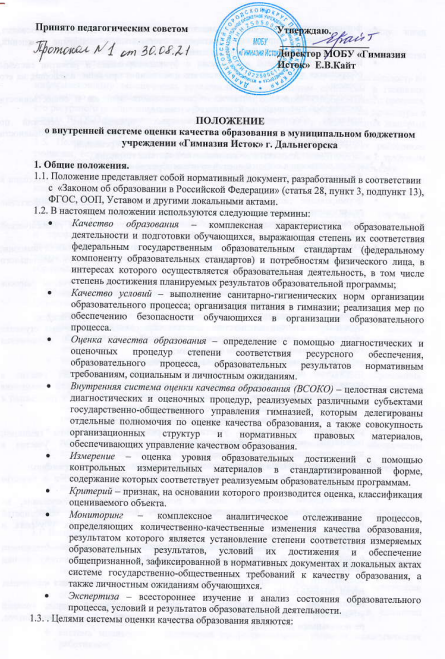 Принято педагогическим советом
Утверждаю.
Протокол № 1 от 30.08.21
Директор МОБУ «Гимназия
Исток» Е.В.Кайт
МОБУ
«Гимназия Исток»
ПОЛОЖЕНИЕ
о внутренней системе оценки качества образования в муниципальном бюджетном
учреждении «Гимназия Исток» г. Дальнегорска
1. Общие положения.
1.1. Положение представляет собой нормативный документ, разработанный в соответствии
с «Законом об образовании в Российской Федерации» (статья 28, пункт 3, подпункт 13),
ФГОС, ООП, Уставом и другими локальными актами.
1.2. В настоящем положении используются следующие термины:
• Качество образования – комплексная характеристика образовательной
деятельности и подготовки обучающихся, выражающая степень их соответствия
федеральным государственным образовательным стандартам (федеральному
компоненту образовательных стандартов) и потребностям физического лица, в
интересах которого осуществляется образовательная деятельность, в том числе
степень достижения планируемых результатов образовательной программы;
• Качество условий – выполнение санитарно-гигиенических норм организации
образовательного процесса; организация питания в гимназии; реализация мер по
обеспечению безопасности обучающихся в организации образовательного
процесса.
• Оценка качества образования – определение с помощью диагностических и
оценочных процедур степени соответствия ресурсного обеспечения,
образовательного процесса, образовательных результатов нормативным
требованиям, социальным и личностным ожиданиям.
• Внутренняя система оценки качества образования (ВСОКО) – целостная система
диагностических и оценочных процедур, реализуемых различными субъектами
государственно-общественного управления гимназией, которым делегированы
отдельные полномочия по оценке качества образования, а также совокупность
организационных структур и нормативных правовых материалов,
обеспечивающих управление качеством образования.
• Измерение – оценка уровня образовательных достижений с помощью
контрольных измерительных материалов в стандартизированной форме,
содержание которых соответствует реализуемым образовательным программам.
• Критерий – признак, на основании которого производится оценка, классификация
оцениваемого объекта.
• Мониторинг – комплексное аналитическое отслеживание процессов,
определяющих количественно-качественные изменения качества образования,
результатом которого является установление степени соответствия измеряемых
образовательных результатов, условий их достижения и обеспечение
общепризнанной, зафиксированной в нормативных документах и локальных актах
системе государственно-общественных требований к качеству образования, а
также личностным ожиданиям обучающихся.
• Экспертиза – всестороннее изучение и анализ состояния образовательного
процесса, условий и результатов образовательной деятельности.
1.3. . Целями системы оценки качества образования являются: